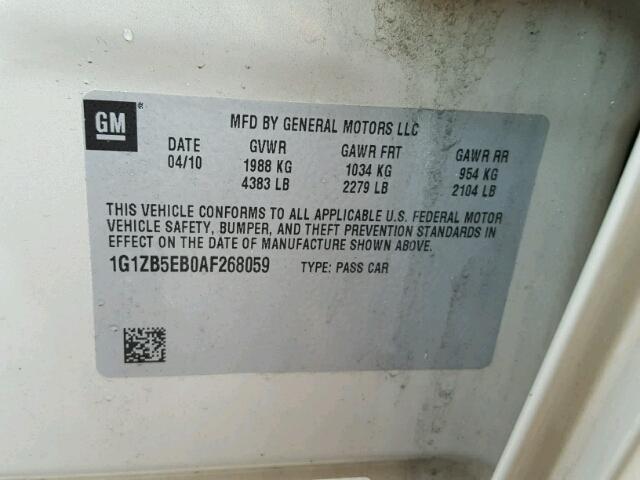 GM®
MFD BY GENERAL MOTORS LLC
DATE GVWR GAWR FRT GAWR RR
04/10 1988 KG 1034 KG 954 KG
4383 LB 2279 LB 2104 LB
THIS VEHICLE CONFORMS TO ALL APPLICABLE U.S. FEDERAL MOTOR
VEHICLE SAFETY, BUMPER, AND THEFT PREVENTION STANDARDS IN
EFFECT ON THE DATE OF MANUFACTURE SHOWN ABOVE.
1G1ZB5EB0AF268059 TYPE: PASS CAR